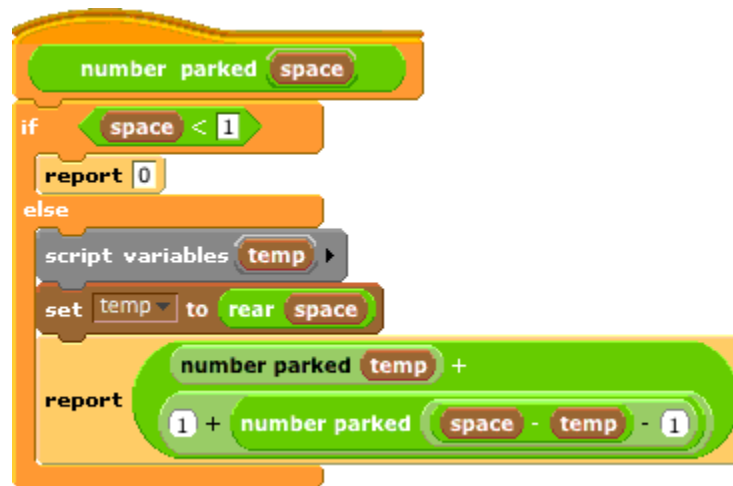 number parked space
if space < 1
report 0
else
script variables temp
set temp to rear space
number parked temp +
report
1 + number parked space - temp - 1